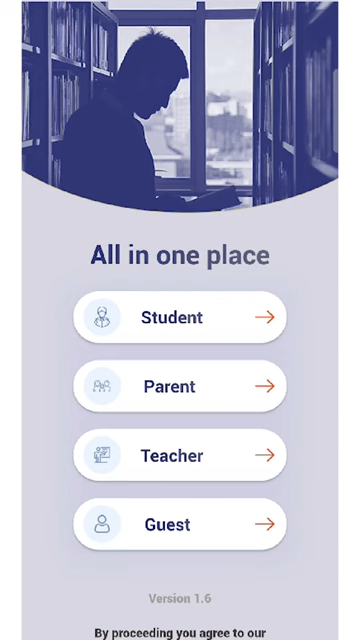 All in one place
Student
Parent
Teacher
Guest
Version 1.6
By proceeding you agree to our